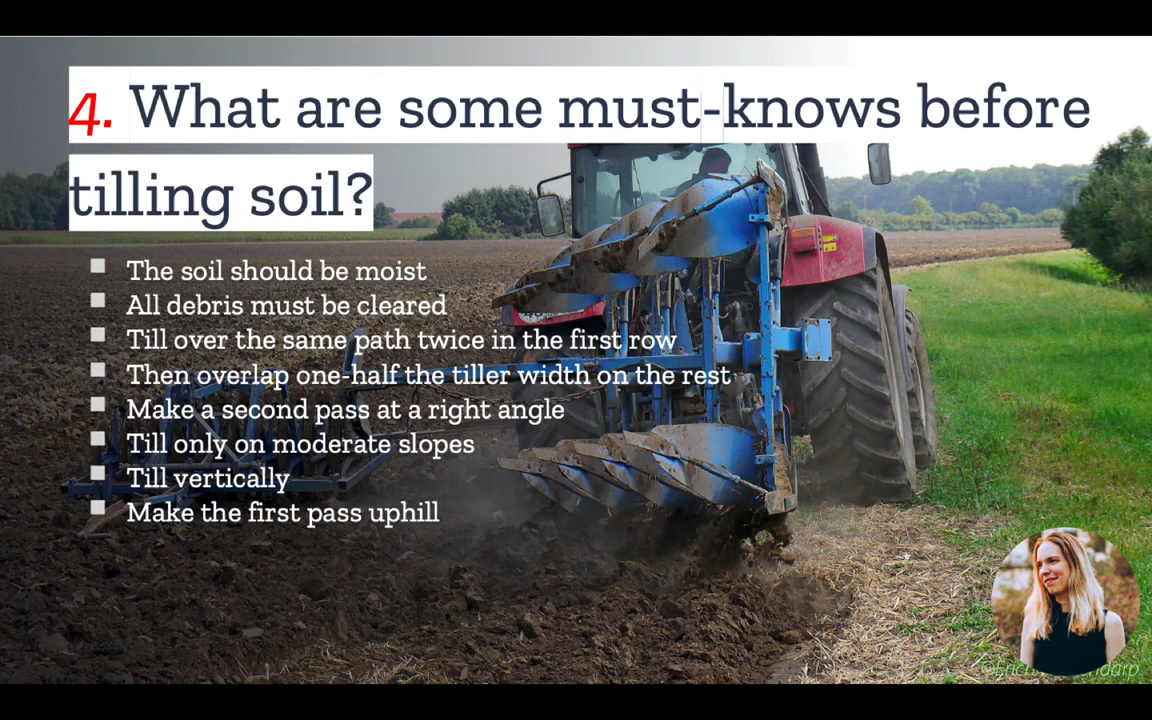 4. What are some must-knows before
tilling soil?
The soil should be moist
All debris must be cleared
Till over the same path twice in the first row
Then overlap one-half the tiller width on the rest
Make a second pass at a right angle
Till only on moderate slopes
Till vertically
Make the first pass uphill